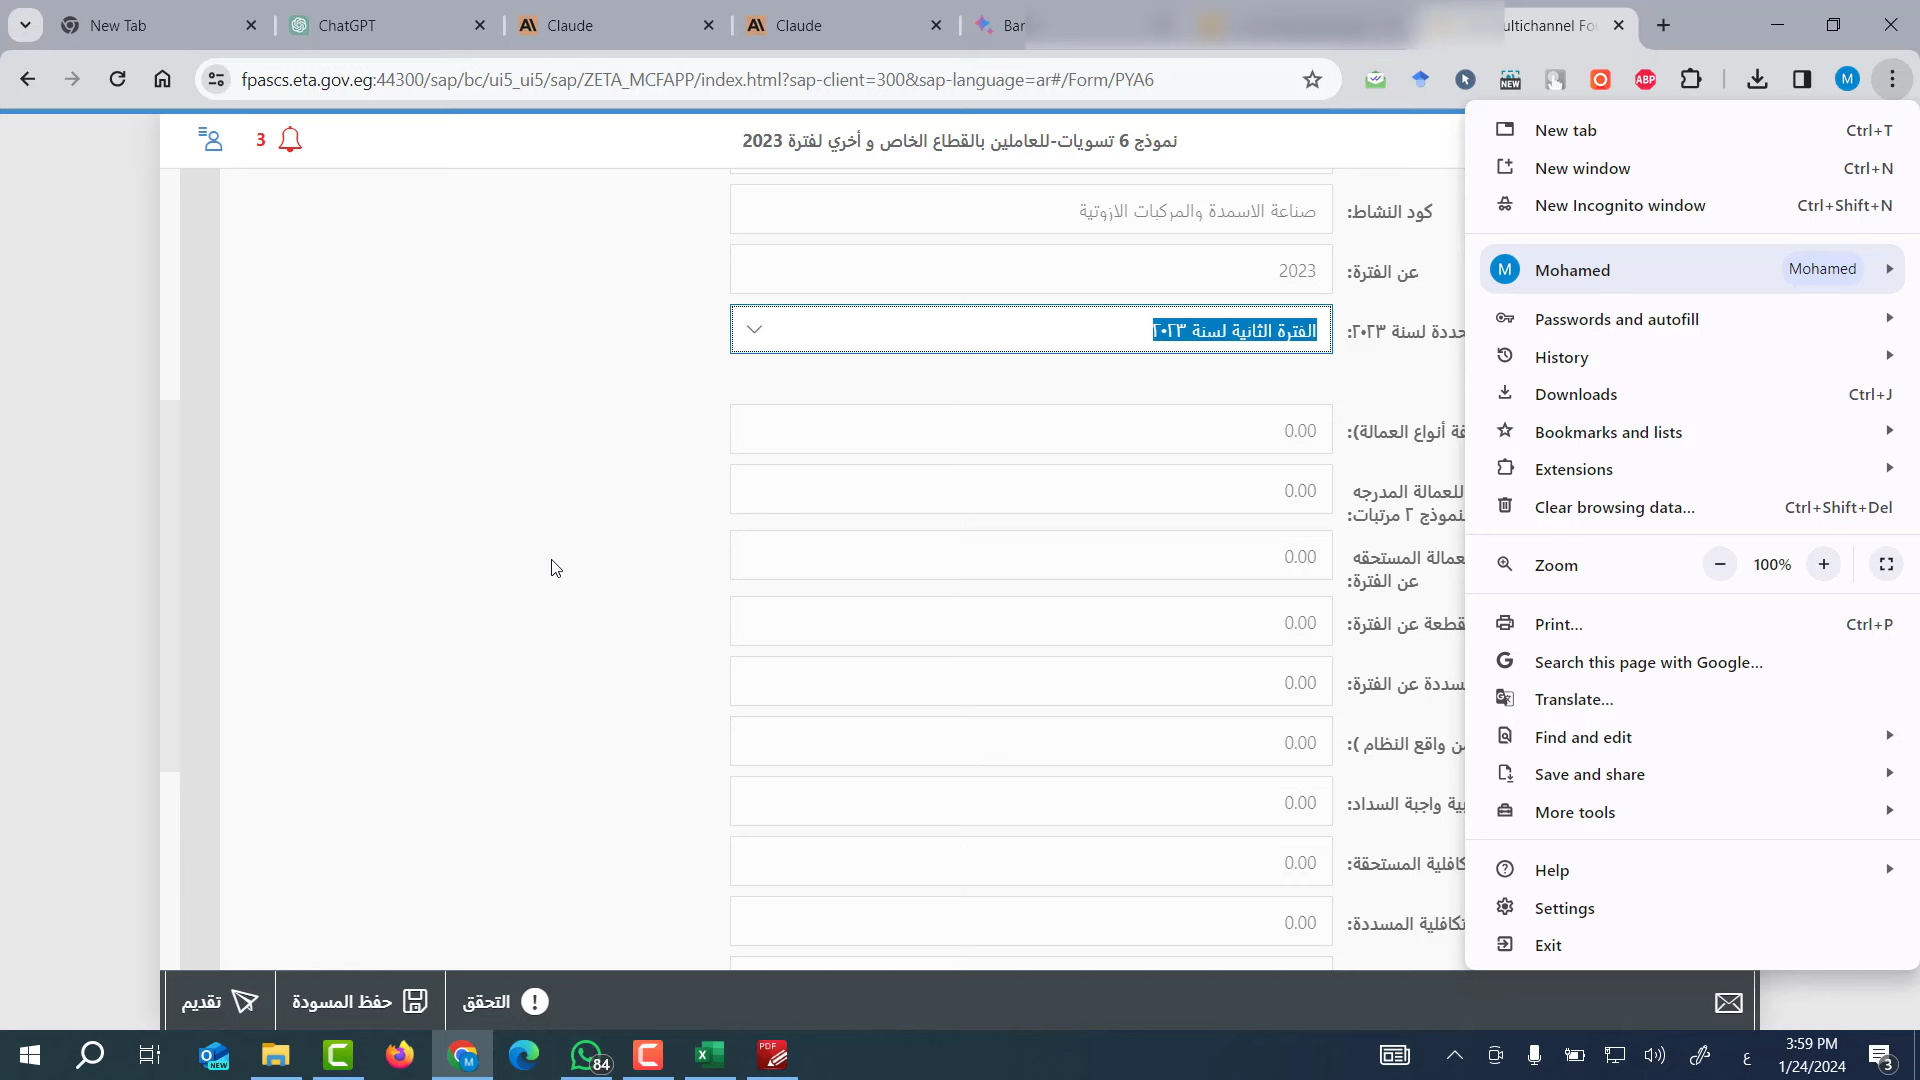 New Tab
ChatGPT
Claude
Claude
Bar
ultichannel Fo
fpascs.eta.gov.eg:44300/sap/bc/ui5_ui5/sap/ZETA_MCFAPP/index.html?sap-client=300&sap-language=ar#/Form/PYA6
NEW
ABP
M
3
نموذج 6 تسويات-للعاملين بالقطاع الخاص و أخري لفترة 2023
كود النشاط:
صناعة الاسمدة والمركبات الازوتية
عن الفترة:
2023
حددة لسنة ٢٠٢٣:
الفترة الثانية لسنة ٢٠٢٣
فة أنواع العمالة):
0.00
للعمالة المدرجه
نموذج ٢ مرتبات:
0.00
عمالة المستحقه
عن الفترة:
0.00
قطعة عن الفترة:
0.00
سددة عن الفترة:
0.00
ن واقع النظام ):
0.00
ية واجبة السداد:
0.00
كافلية المستحقة:
0.00
تكافلية المسددة:
0.00
التحقق
حفظ المسودة
تقديم
New tab Ctrl+T
New window Ctrl+N
New Incognito window Ctrl+Shift+N
M Mohamed Mohamed
Passwords and autofill
History
Downloads Ctrl+J
Bookmarks and lists
Extensions
Clear browsing data... Ctrl+Shift+Del
Zoom − 100% +
Print... Ctrl+P
Search this page with Google...
Translate...
Find and edit
Save and share
More tools
Help
Settings
Exit
NEW
M
84
PDF
ع
3:59 PM
1/24/2024
3